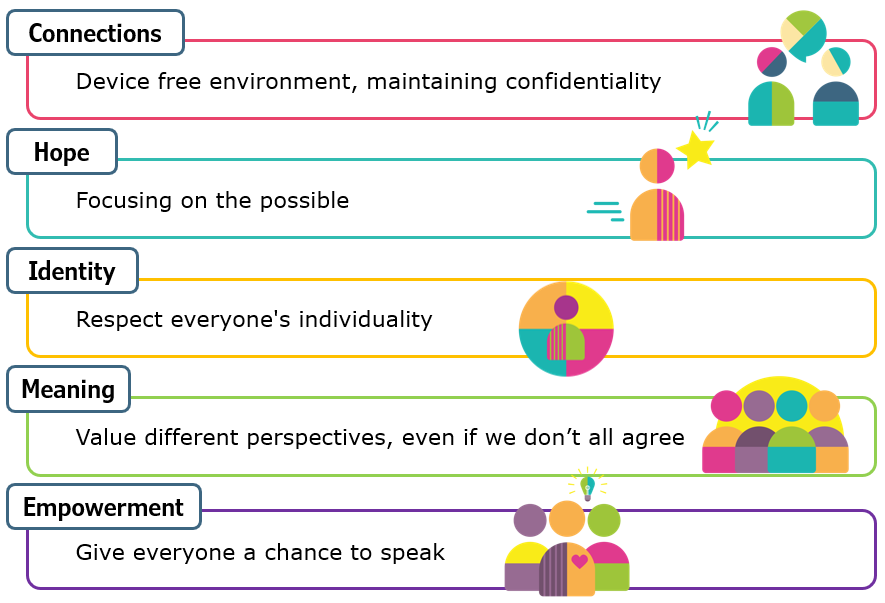 Connections
Device free environment, maintaining confidentiality
Hope
Focusing on the possible
Identity
Respect everyone's individuality
Meaning
Value different perspectives, even if we don’t all agree
Empowerment
Give everyone a chance to speak